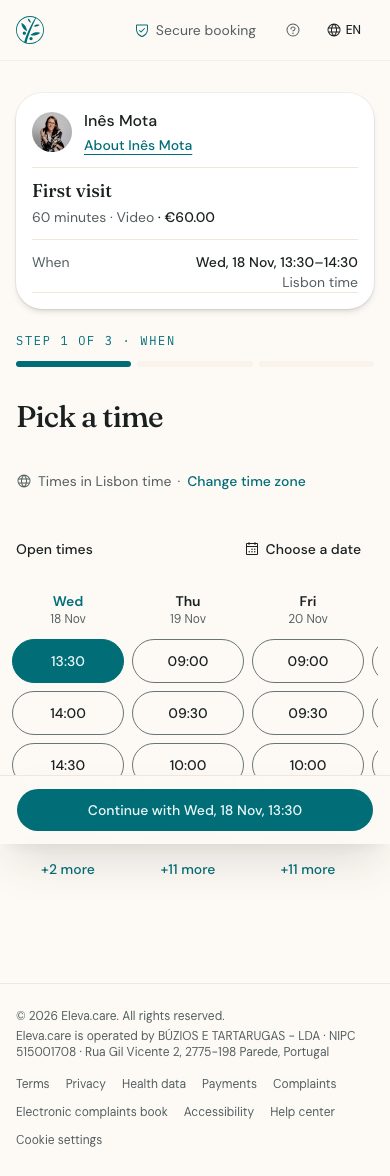 Secure booking
EN
Inês Mota
About Inês Mota
First visit
60 minutes · Video · €60.00
When
Wed, 18 Nov, 13:30–14:30
Lisbon time
STEP 1 OF 3 · WHEN
Pick a time
Times in Lisbon time · Change time zone
Open times
Choose a date
Wed Thu Fri
18 Nov 19 Nov 20 Nov
13:30 09:00 09:00
14:00 09:30 09:30
14:30 10:00 10:00
Continue with Wed, 18 Nov, 13:30
+2 more +11 more +11 more
© 2026 Eleva.care. All rights reserved.
Eleva.care is operated by BÚZIOS E TARTARUGAS – LDA · NIPC
515001708 · Rua Gil Vicente 2, 2775-198 Parede, Portugal
Terms Privacy Health data Payments Complaints
Electronic complaints book Accessibility Help center
Cookie settings